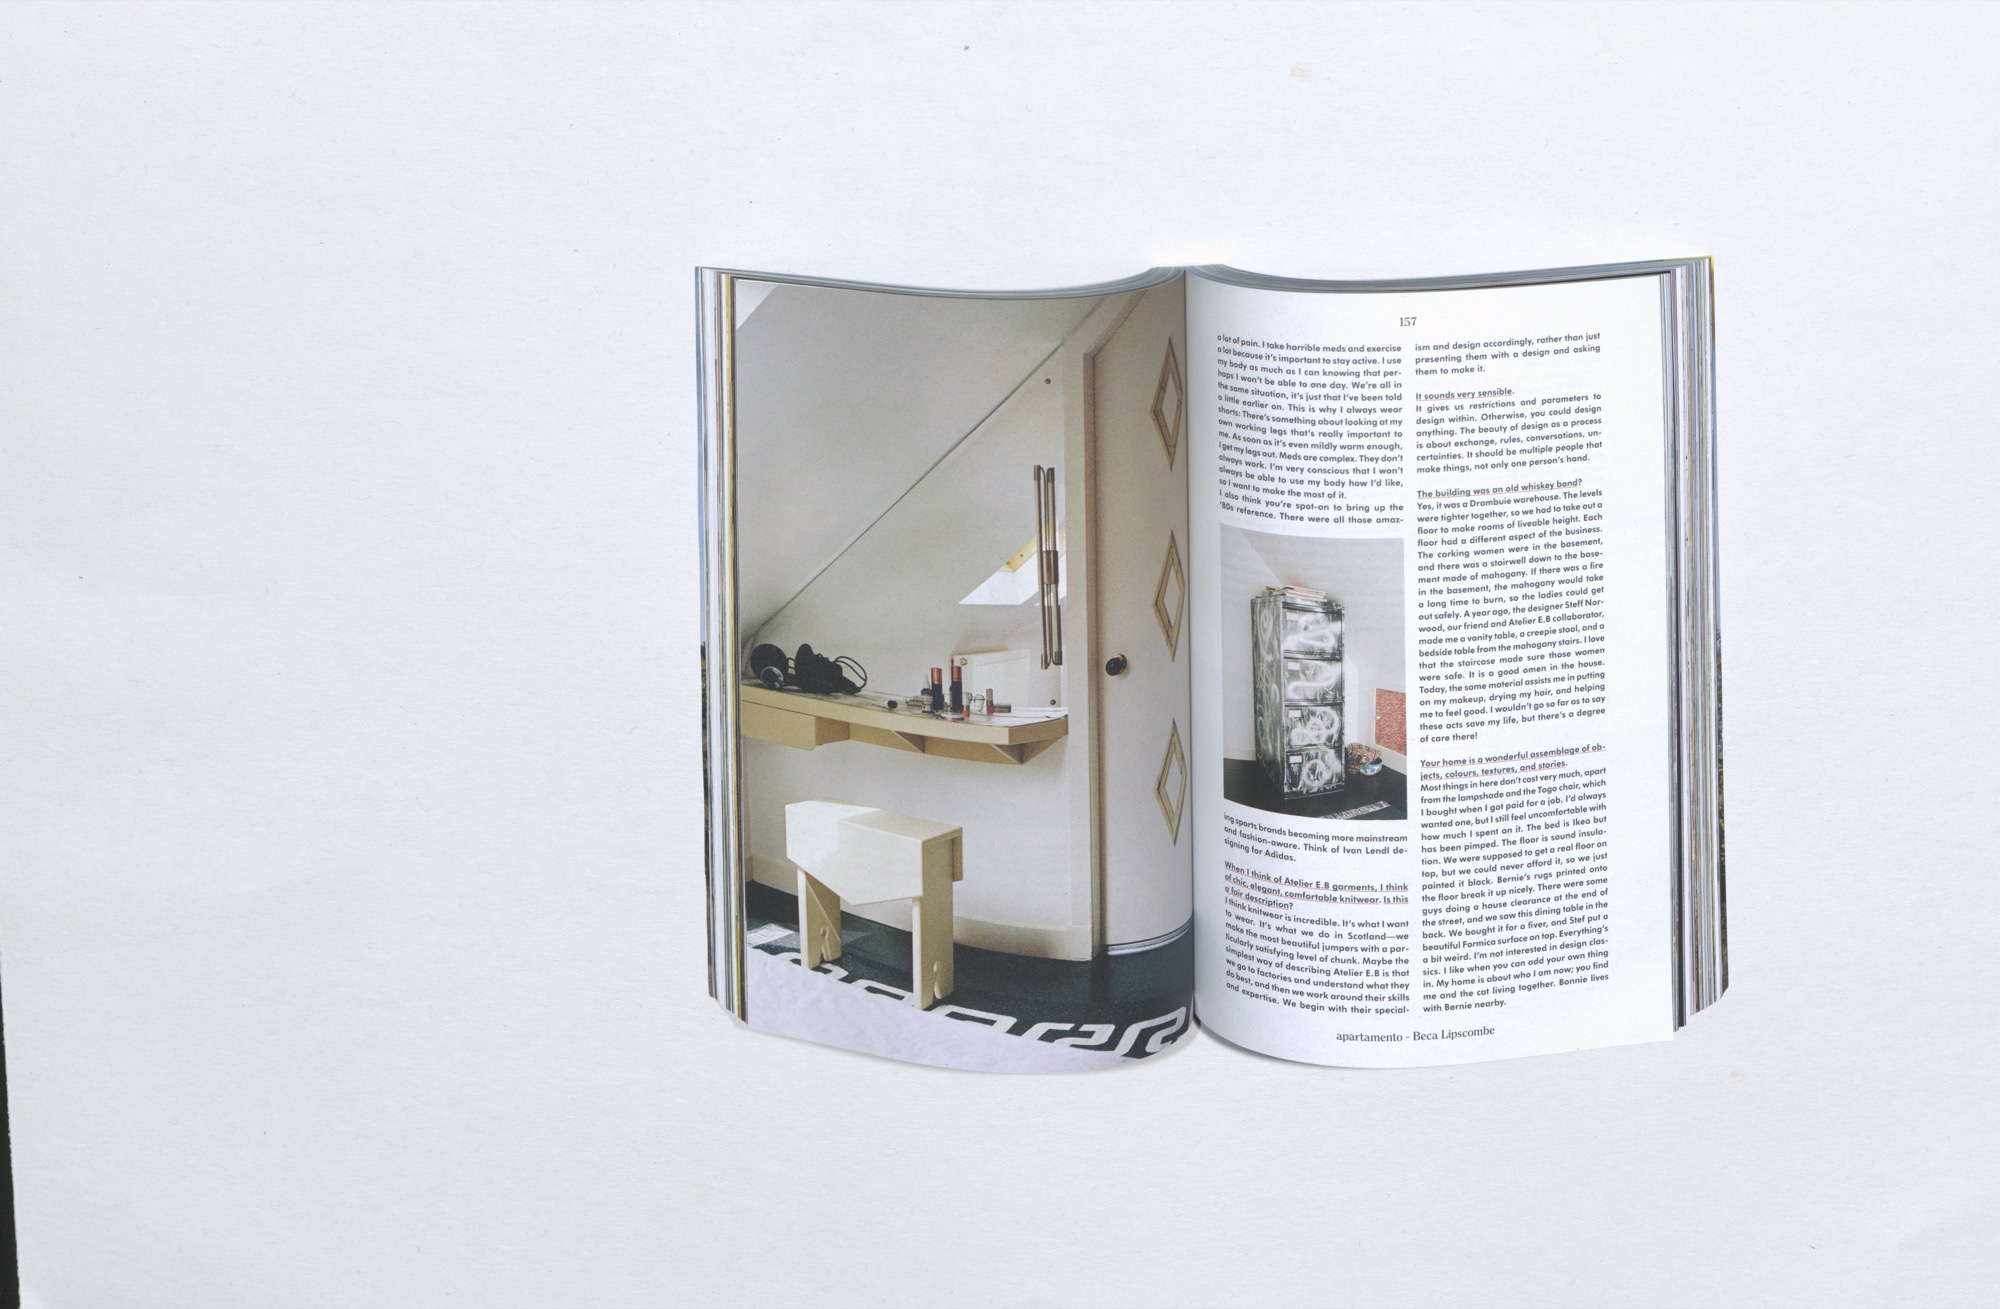 157
a lot of pain. I take horrible meds and exercise
a lot because it's important to stay active. I use
my body as much as I can knowing that per-
haps I won't be able to one day. We're all in
the same situation, it's just that I've been told
a little earlier on. This is why I always wear
shorts: There's something about looking at my
own working legs that's really important to
me. As soon as it's even mildly warm enough,
I get my legs out. Meds are complex. They don't
always work. I'm very conscious that I won't
always be able to use my body how I'd like,
so I want to make the most of it.
I also think you're spot-on to bring up the
'80s reference. There were all those amaz-
ing sports brands becoming more mainstream
and fashion-aware. Think of Ivan Lendl de-
signing for Adidas.
When I think of Atelier E.B garments, I think
of chic, elegant, comfortable knitwear. Is this
a fair description?
I think knitwear is incredible. It's what I want
to wear. It's what we do in Scotland—we
make the most beautiful jumpers with a par-
ticularly satisfying level of chunk. Maybe the
simplest way of describing Atelier E.B is that
we go to factories and understand what they
do best, and then we work around their skills
and expertise. We begin with their special-
ism and design accordingly, rather than just
presenting them with a design and asking
them to make it.
It sounds very sensible.
It gives us restrictions and parameters to
design within. Otherwise, you could design
anything. The beauty of design as a process
is about exchange, rules, conversations, un-
certainties. It should be multiple people that
make things, not only one person's hand.
The building was an old whiskey bond?
Yes, it was a Drambuie warehouse. The levels
were tighter together, so we had to take out a
floor to make rooms of liveable height. Each
floor had a different aspect of the business.
The corking women were in the basement,
and there was a stairwell down to the base-
ment made of mahogany. If there was a fire
in the basement, the mahogany would take
a long time to burn, so the ladies could get
out safely. A year ago, the designer Steff Nor-
wood, our friend and Atelier E.B collaborator,
made me a vanity table, a creepie stool, and a
bedside table from the mahogany stairs. I love
that the staircase made sure those women
were safe. It is a good omen in the house.
Today, the same material assists me in putting
on my makeup, drying my hair, and helping
me to feel good. I wouldn't go so far as to say
these acts save my life, but there's a degree
of care there!
Your home is a wonderful assemblage of ob-
jects, colours, textures, and stories.
Most things in here don't cost very much, apart
from the lampshade and the Togo chair, which
I bought when I got paid for a job. I'd always
wanted one, but I still feel uncomfortable with
how much I spent on it. The bed is Ikea but
has been pimped. The floor is sound insula-
tion. We were supposed to get a real floor on
top, but we could never afford it, so we just
painted it black. Bernie's rugs printed onto
the floor break it up nicely. There were some
guys doing a house clearance at the end of
the street, and we saw this dining table in the
back. We bought it for a fiver, and Stef put a
beautiful Formica surface on top. Everything's
a bit weird. I'm not interested in design clas-
sics. I like when you can add your own thing
in. My home is about who I am now; you find
me and the cat living together. Bonnie lives
with Bernie nearby.
apartamento - Beca Lipscombe